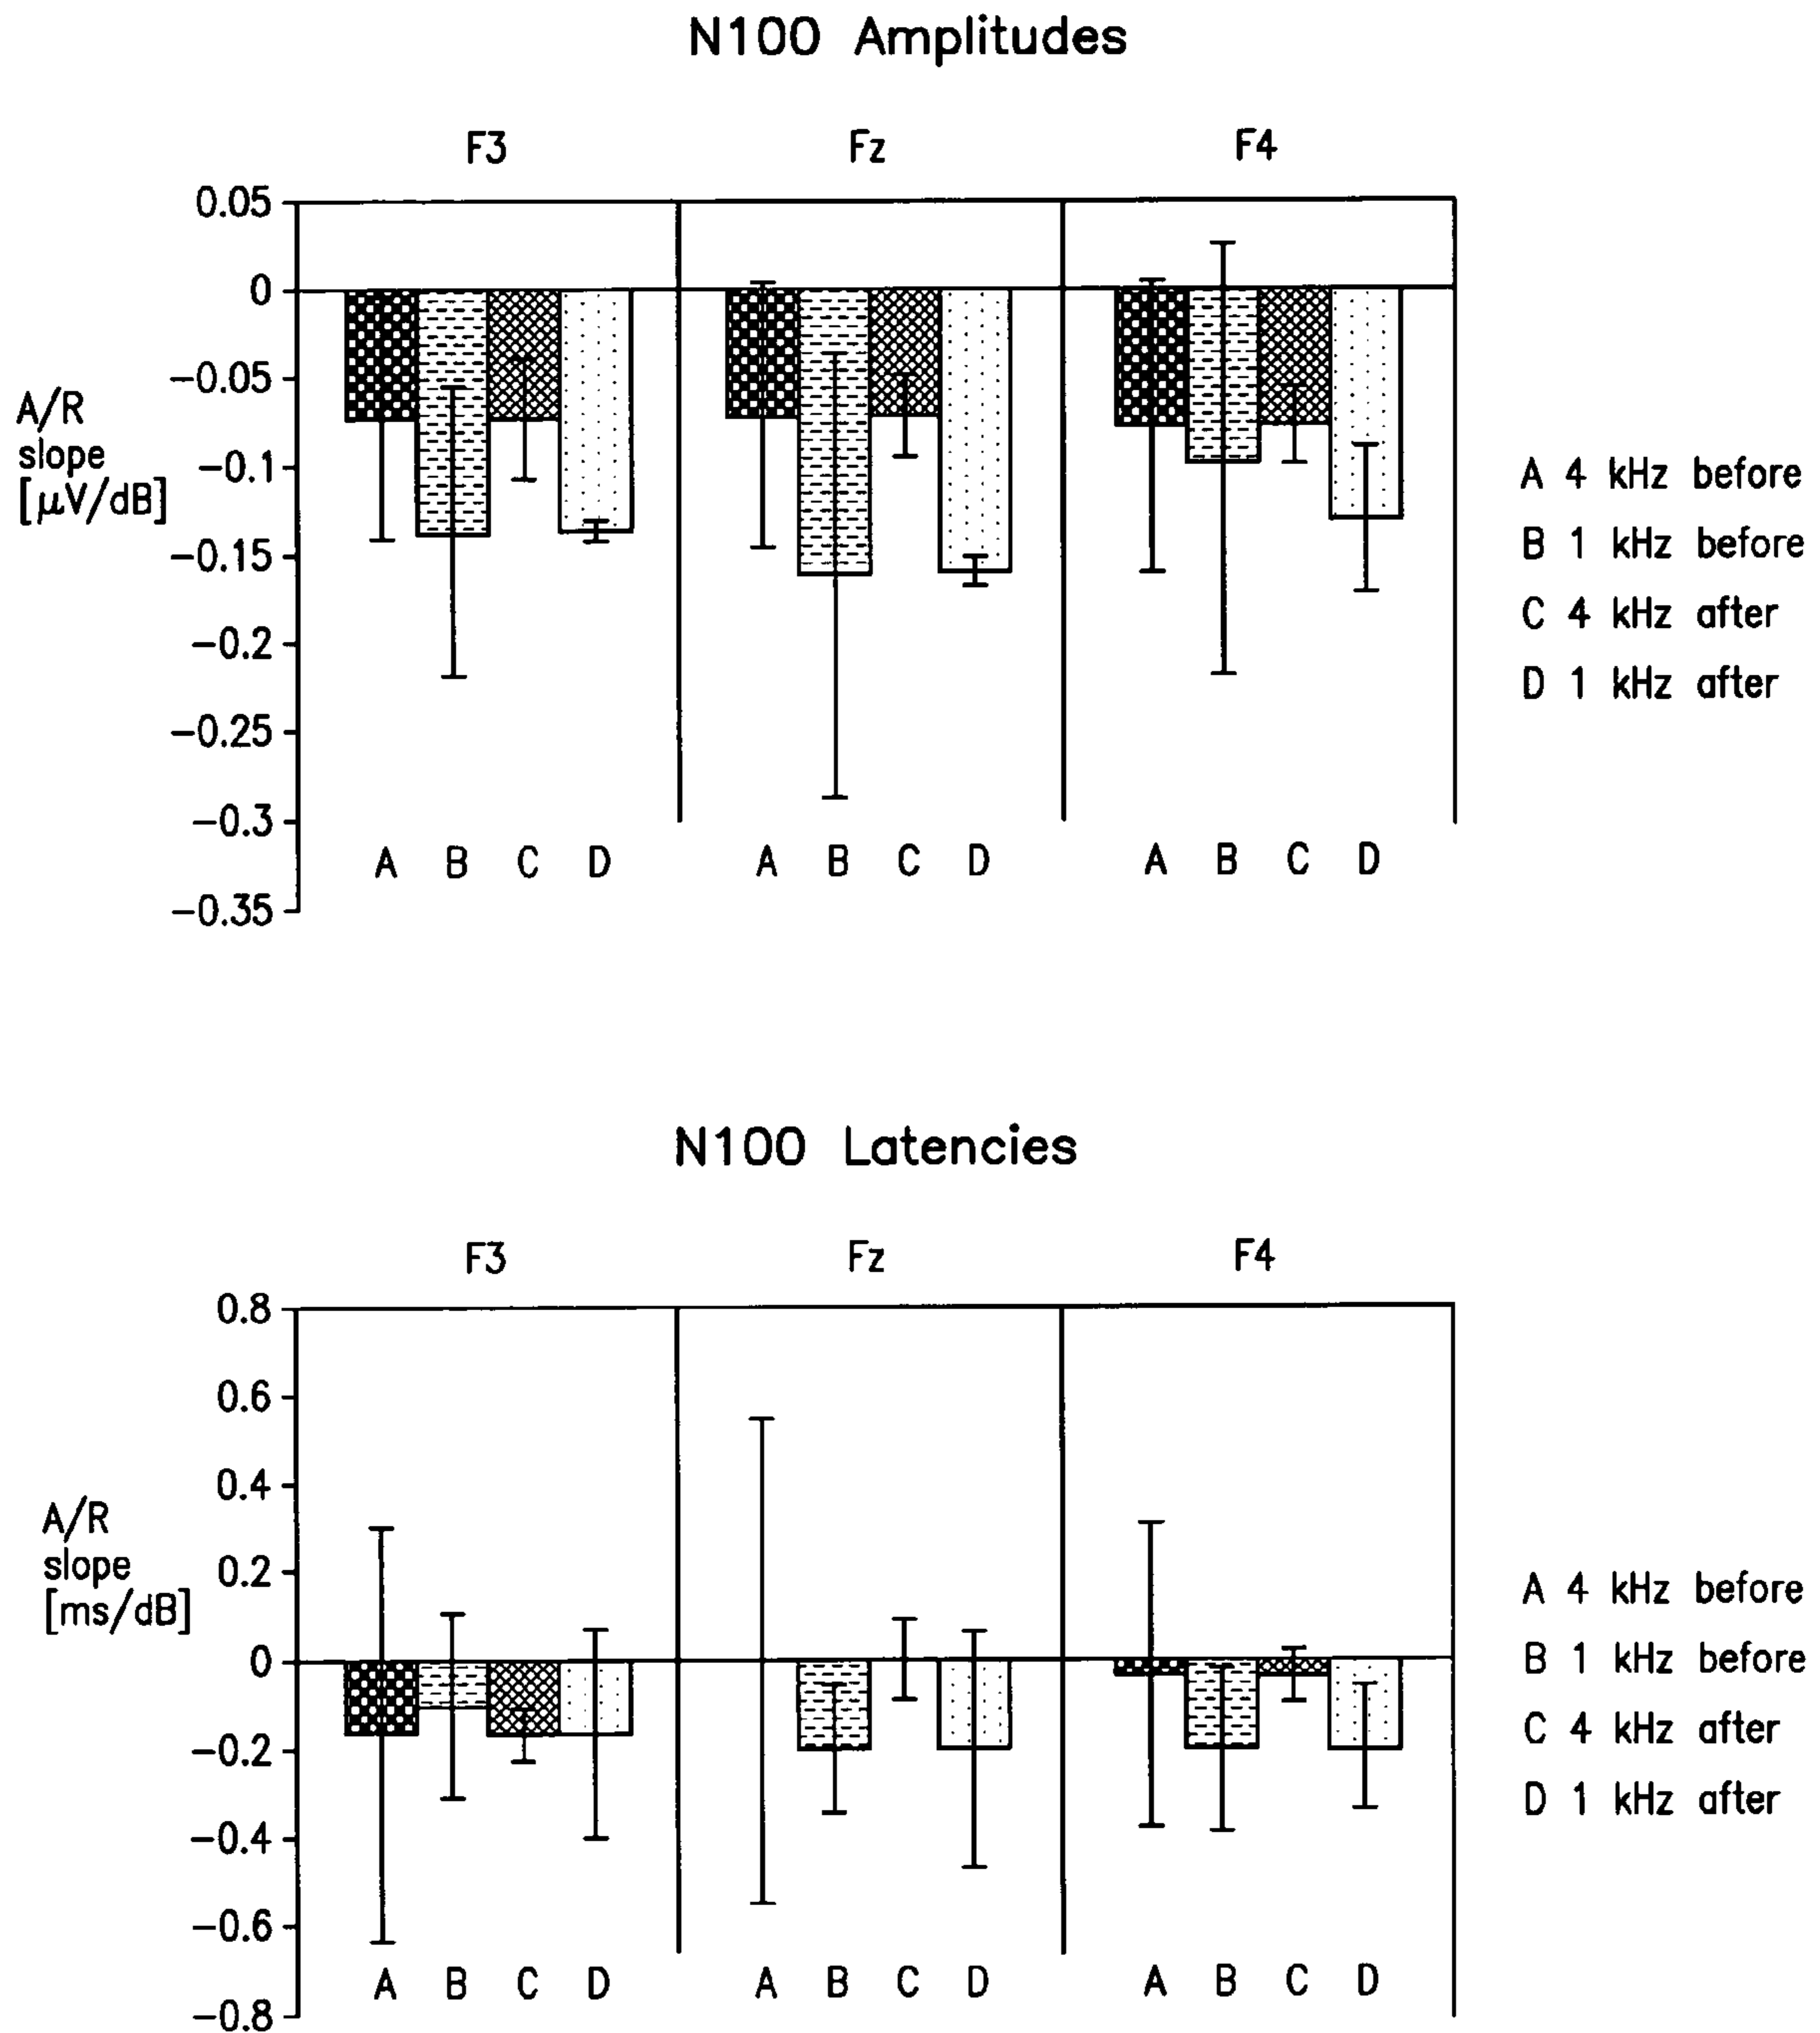 N100 Amplitudes
F3 Fz F4
0.05
0
−0.05
−0.1
−0.15
−0.2
−0.25
−0.3
−0.35
A/R
slope
[μV/dB]
A B C D A B C D A B C D
A 4 kHz before
B 1 kHz before
C 4 kHz after
D 1 kHz after
N100 Latencies
F3 Fz F4
0.8
0.6
0.4
0.2
0
−0.2
−0.4
−0.6
−0.8
A/R
slope
[ms/dB]
A B C D A B C D A B C D
A 4 kHz before
B 1 kHz before
C 4 kHz after
D 1 kHz after